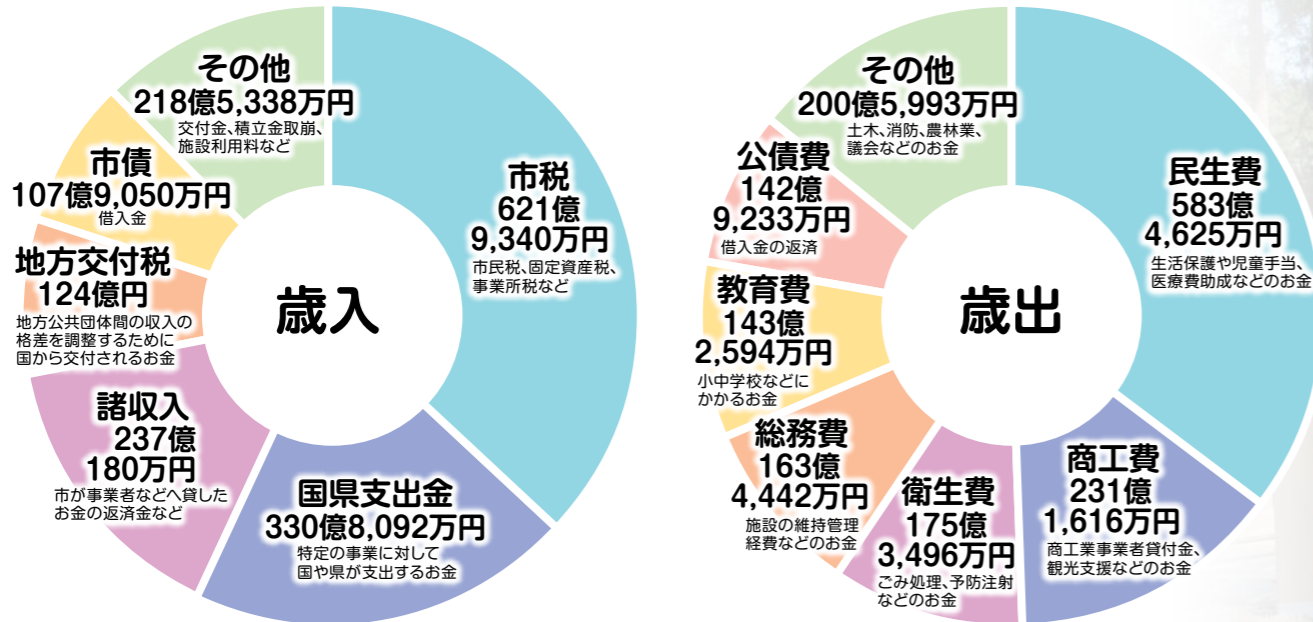 歳入
市税
621億
9,340万円
市民税、固定資産税、
事業所税など
国県支出金
330億8,092万円
特定の事業に対して
国や県が支出するお金
諸収入
237億
180万円
市が事業者などへ貸した
お金の返済金など
地方交付税
124億円
地方公共団体間の収入の
格差を調整するために
国から交付されるお金
市債
107億9,050万円
借入金
その他
218億5,338万円
交付金、積立金取崩、
施設利用料など
歳出
民生費
583億
4,625万円
生活保護や児童手当、
医療費助成などのお金
商工費
231億
1,616万円
商工業事業者貸付金、
観光支援などのお金
衛生費
175億
3,496万円
ごみ処理、予防注射
などのお金
総務費
163億
4,442万円
施設の維持管理
経費などのお金
教育費
143億
2,594万円
小中学校などに
かかるお金
公債費
142億
9,233万円
借入金の返済
その他
200億5,993万円
土木、消防、農林業、
議会などのお金